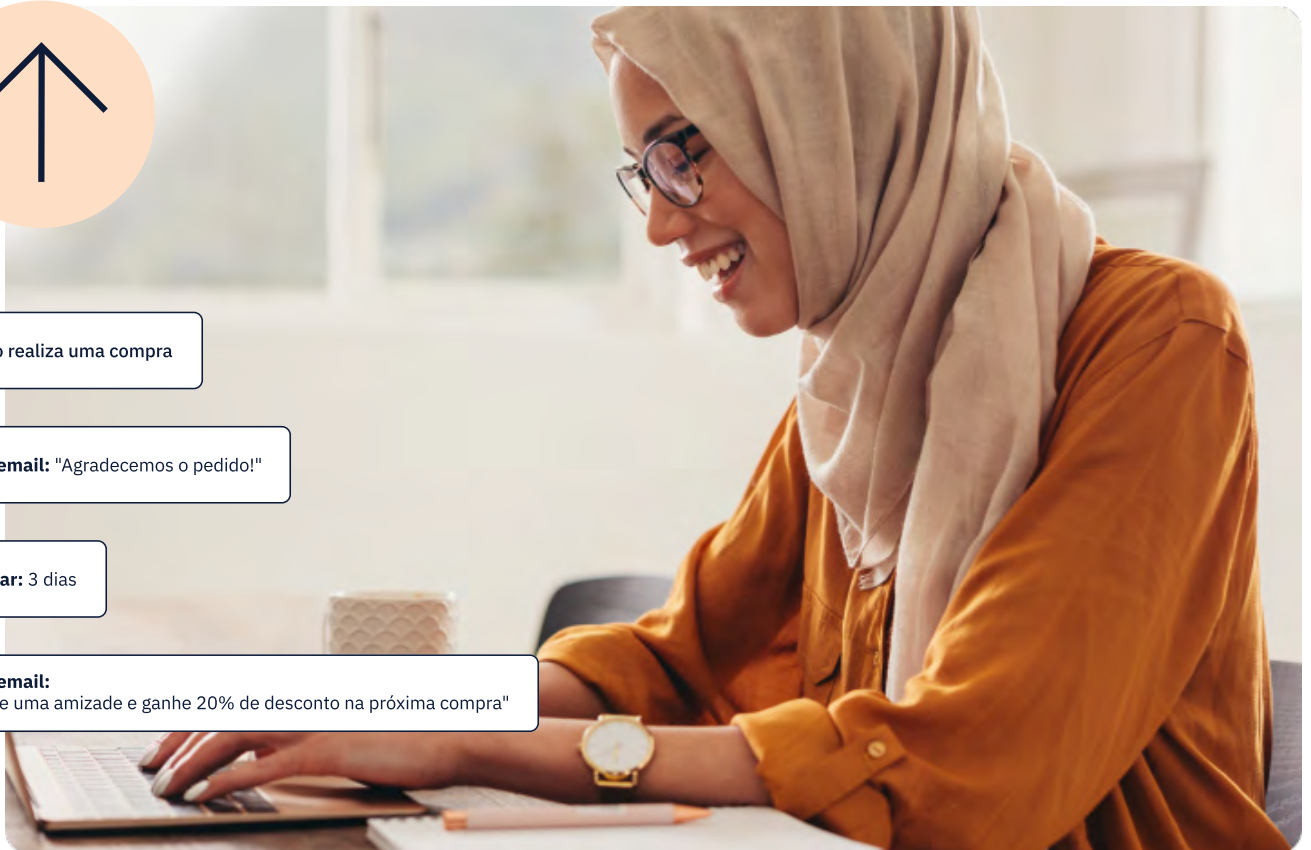 realiza uma compra
email: "Agradecemos o pedido!"
ar: 3 dias
email:
e uma amizade e ganhe 20% de desconto na próxima compra"